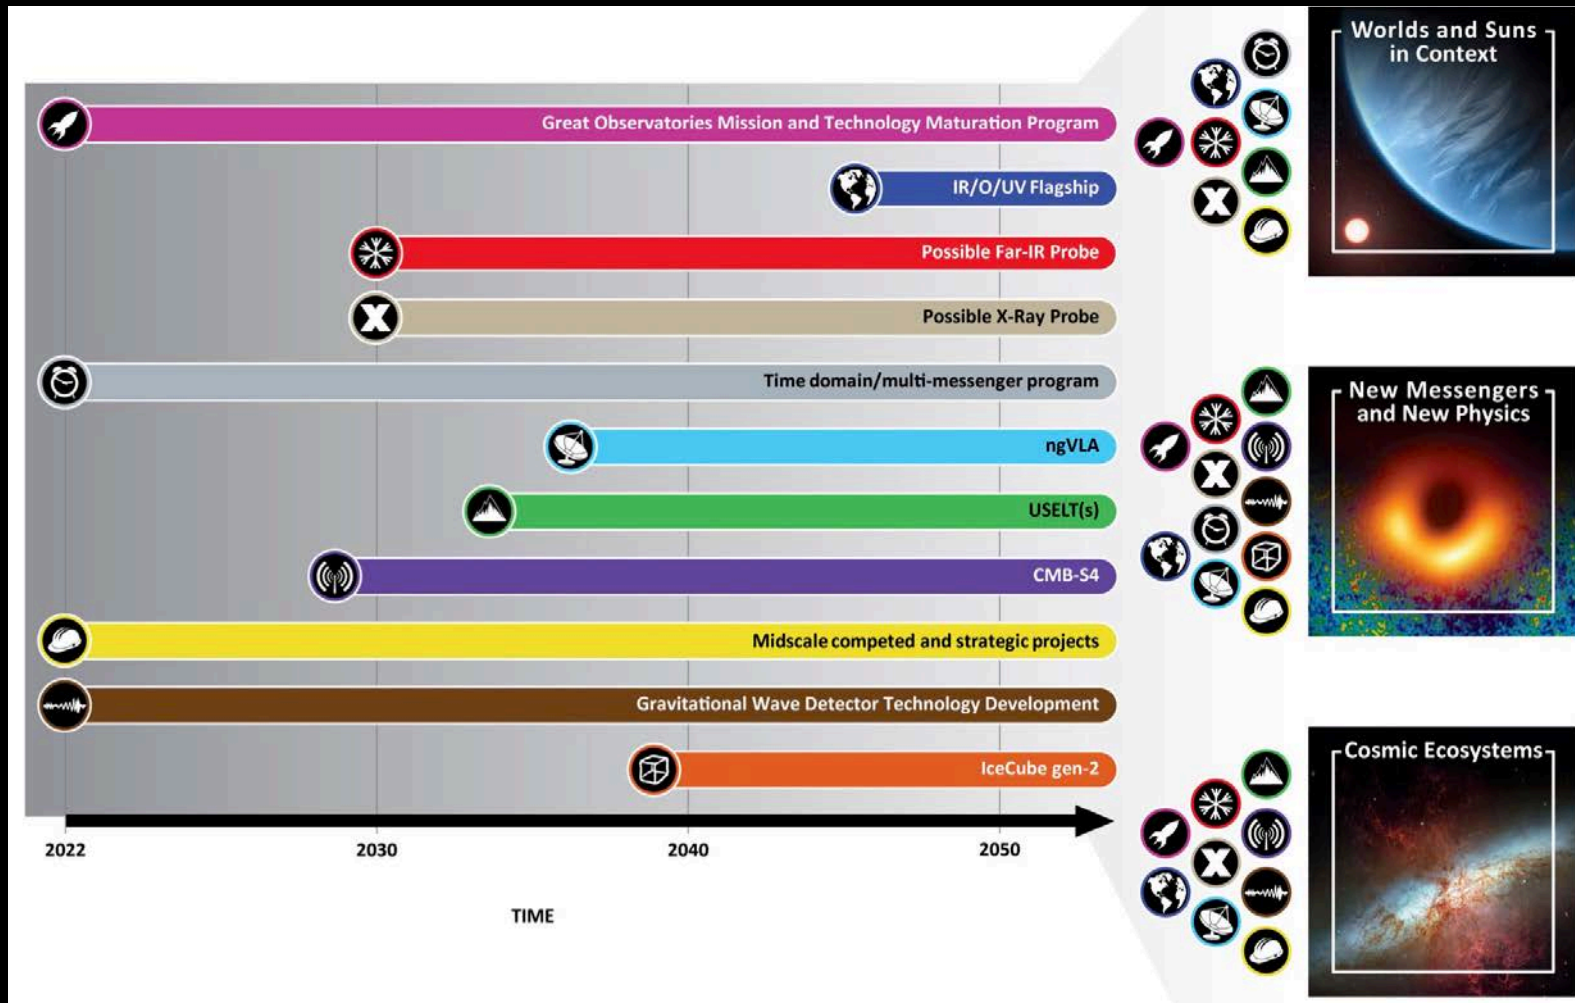 Worlds and Suns
in Context
Great Observatories Mission and Technology Maturation Program
IR/O/UV Flagship
Possible Far-IR Probe
Possible X-Ray Probe
Time domain/multi-messenger program
New Messengers
and New Physics
ngVLA
USELT(s)
CMB-S4
Midscale competed and strategic projects
Gravitational Wave Detector Technology Development
IceCube gen-2
Cosmic Ecosystems
2022
2030
2040
2050
TIME